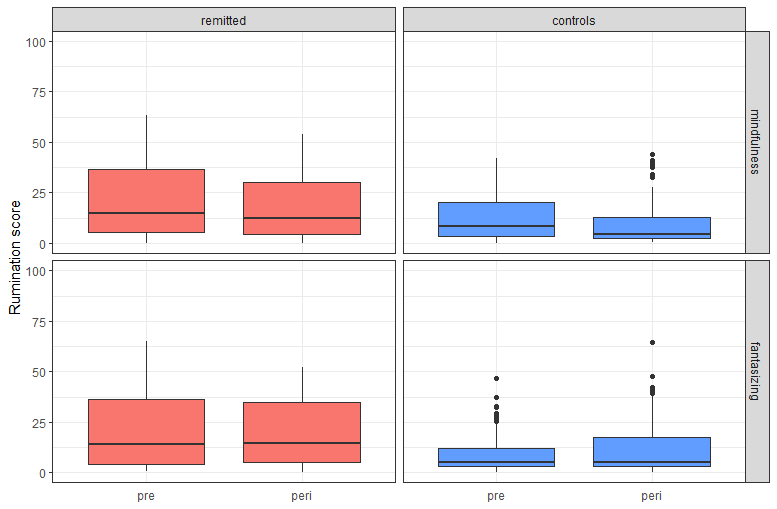 remitted
controls
100
75
50
25
0
mindfulness
Rumination score
100
75
50
25
0
fantasizing
pre
peri
pre
peri